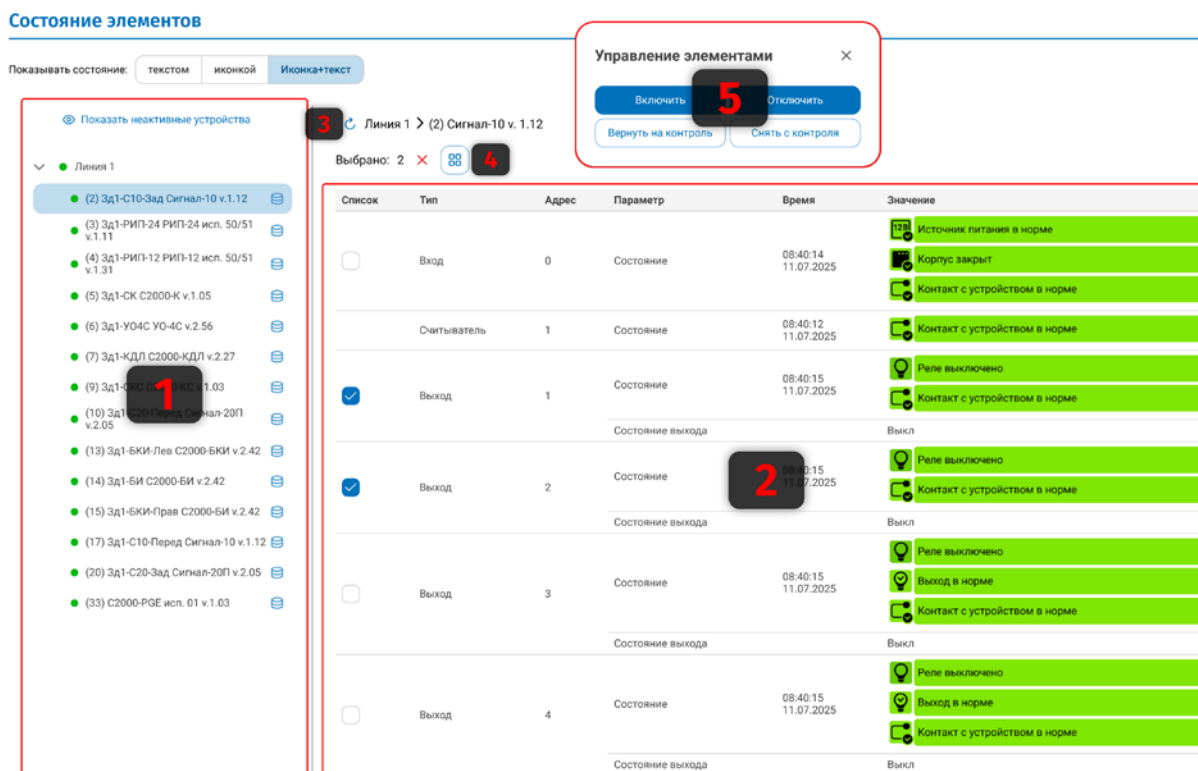 Состояние элементов
Показывать состояние: текстом иконкой Иконка+текст
Управление элементами
Включить Отключить
5
Вернуть на контроль Снять с контроля
Показать неактивные устройства
Линия 1
(2) Зд1-С10-Зад Сигнал-10 v.1.12
(3) Зд1-РИП-24 РИП-24 исп. 50/51
v.1.11
(4) Зд1-РИП-12 РИП-12 исп. 50/51
v.1.31
(5) Зд1-СК С2000-К v.1.05
(6) Зд1-УО4С УО-4С v.2.56
(7) Зд1-КДЛ С2000-КДЛ v.2.27
(9) Зд1-СКС v.1.03
1
(10) Зд1-С20-Перед Сигнал-20П
v.2.05
(13) Зд1-БКИ-Лев С2000-БКИ v.2.42
(14) Зд1-БИ С2000-БИ v.2.42
(15) Зд1-БКИ-Прав С2000-БИ v.2.42
(17) Зд1-С10-Перед Сигнал-10 v.1.12
(20) Зд1-С20-Зад Сигнал-20П v.2.05
(33) С2000-PGE исп. 01 v.1.03
3
Линия 1 > (2) Сигнал-10 v. 1.12
Выбрано: 2
4
Список Тип Адрес Параметр Время Значение
12В Источник питания в норме
Вход 0 Состояние 08:40:14
11.07.2025
Корпус закрыт
Контакт с устройством в норме
Считыватель 1 Состояние 08:40:12
11.07.2025
Контакт с устройством в норме
Реле выключено
Выход 1 Состояние 08:40:15
11.07.2025
Контакт с устройством в норме
Состояние выхода Выкл
Реле выключено
Выход 2 Состояние 08:40:15
11.07.2025
2
Контакт с устройством в норме
Состояние выхода Выкл
Реле выключено
Выход 3 Состояние 08:40:15
11.07.2025
Выход в норме
Контакт с устройством в норме
Состояние выхода Выкл
Реле выключено
Выход 4 Состояние 08:40:15
11.07.2025
Выход в норме
Контакт с устройством в норме
Состояние выхода Выкл